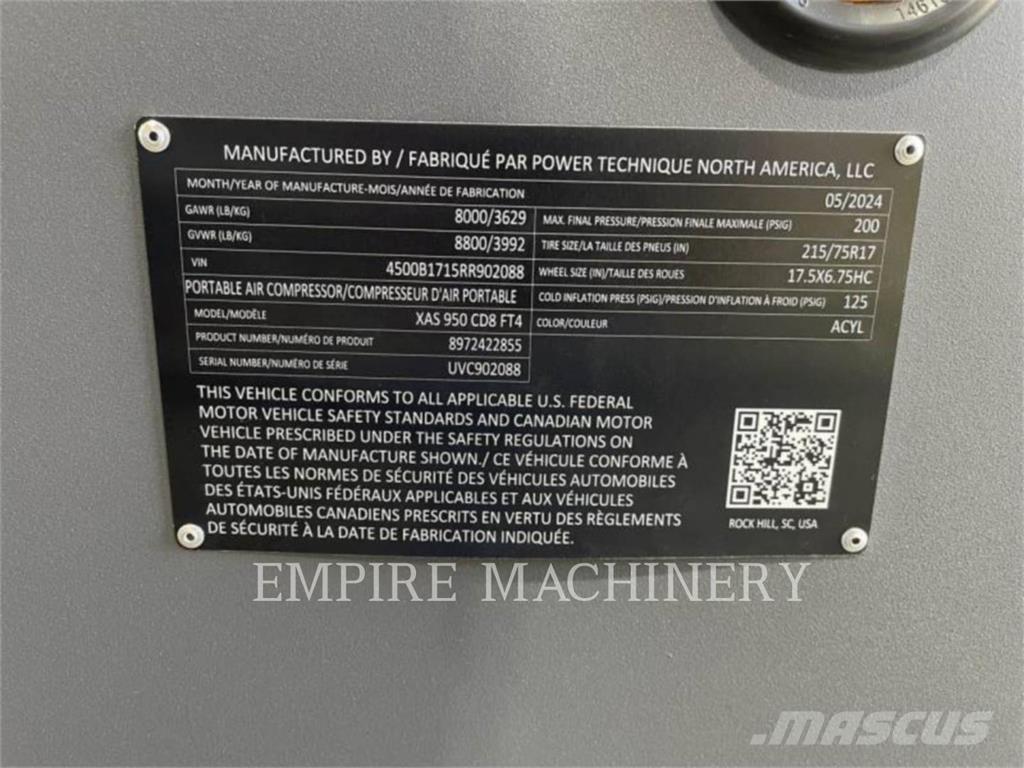 1461
MANUFACTURED BY / FABRIQUÉ PAR POWER TECHNIQUE NORTH AMERICA, LLC
MONTH/YEAR OF MANUFACTURE-MOIS/ANNÉE DE FABRICATION 05/2024
GAWR (LB/KG) 8000/3629 MAX. FINAL PRESSURE/PRESSION FINALE MAXIMALE (PSIG) 200
GVWR (LB/KG) 8800/3992 TIRE SIZE/LA TAILLE DES PNEUS (IN) 215/75R17
VIN 4500B1715RR902088 WHEEL SIZE (IN)/TAILLE DES ROUES 17.5X6.75HC
PORTABLE AIR COMPRESSOR/COMPRESSEUR D'AIR PORTABLE COLD INFLATION PRESS (PSIG)/PRESSION D'INFLATION À FROID (PSIG) 125
MODEL/MODÈLE XAS 950 CD8 FT4 COLOR/COULEUR ACYL
PRODUCT NUMBER/NUMÉRO DE PRODUIT 8972422855
SERIAL NUMBER/NUMÉRO DE SÉRIE UVC902088
THIS VEHICLE CONFORMS TO ALL APPLICABLE U.S. FEDERAL
MOTOR VEHICLE SAFETY STANDARDS AND CANADIAN MOTOR
VEHICLE PRESCRIBED UNDER THE SAFETY REGULATIONS ON
THE DATE OF MANUFACTURE SHOWN./ CE VÉHICULE CONFORME À
TOUTES LES NORMES DE SÉCURITÉ DES VÉHICULES AUTOMOBILES
DES ÉTATS-UNIS FÉDÉRAUX APPLICABLES ET AUX VÉHICULES
AUTOMOBILES CANADIENS PRESCRITS EN VERTU DES RÈGLEMENTS
DE SÉCURITÉ À LA DATE DE FABRICATION INDIQUÉE.
ROCK HILL, SC, USA
EMPIRE MACHINERY
MASCUS